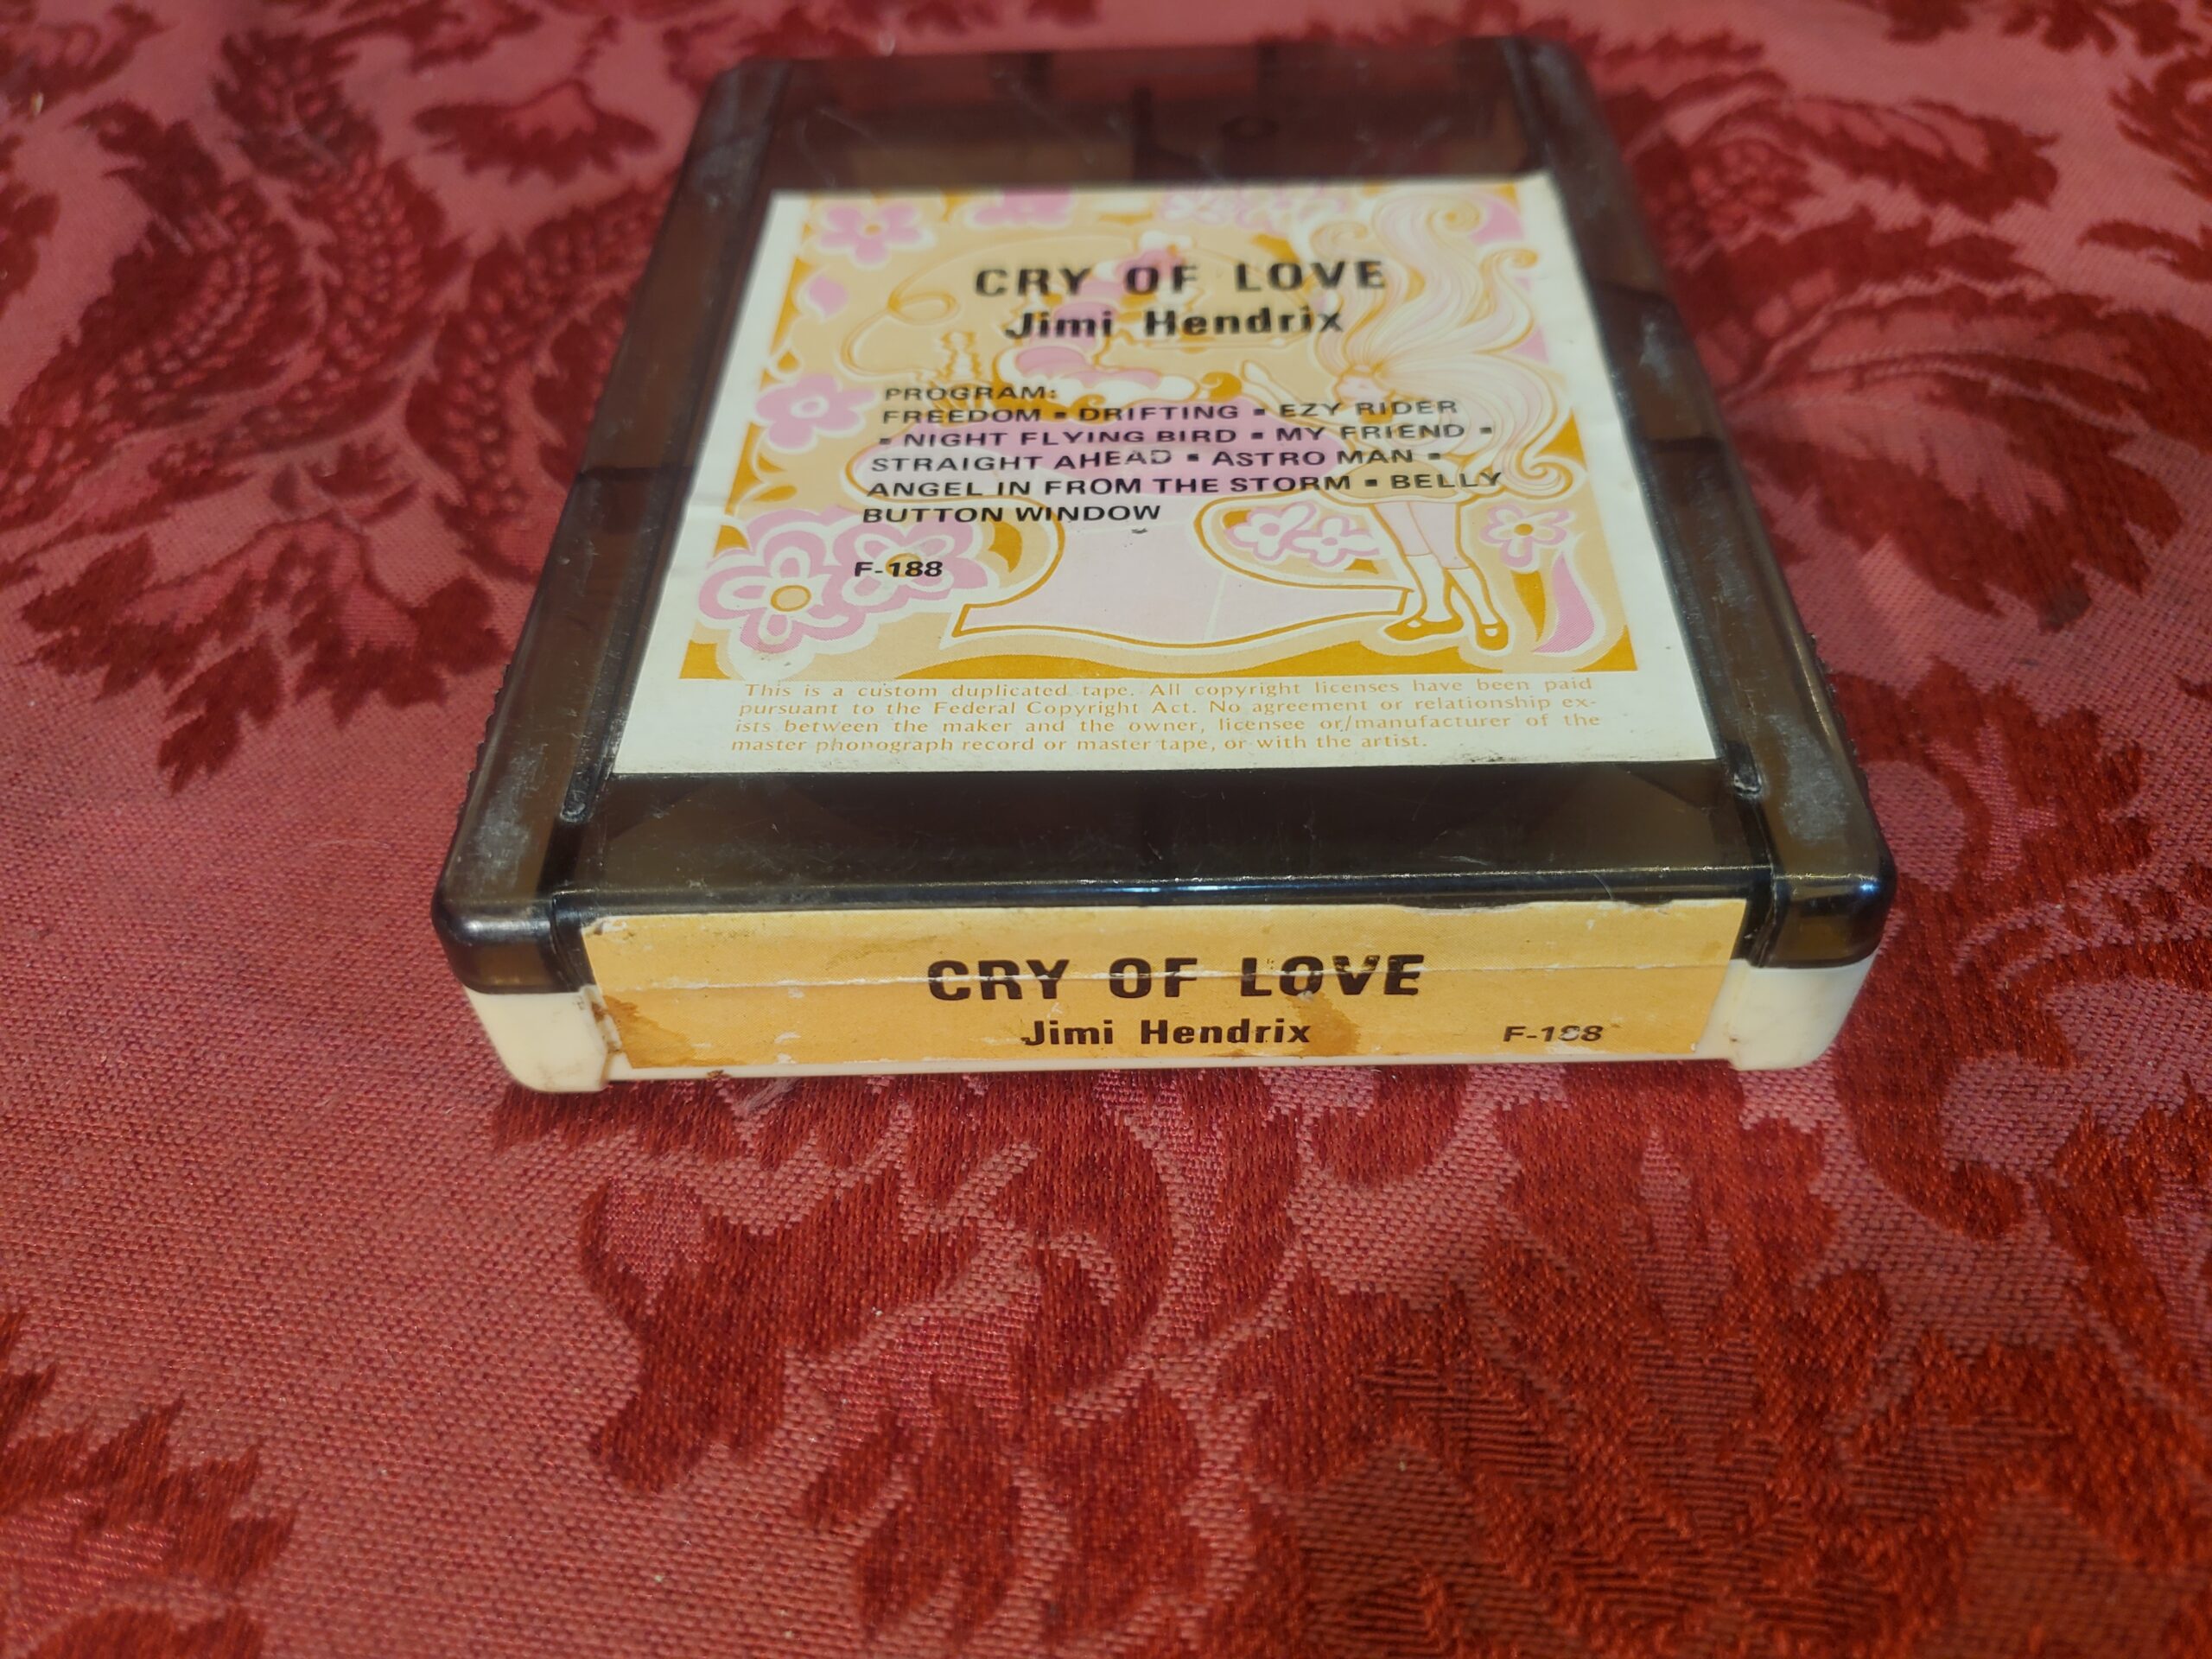 CRY OF LOVE
Jimi Hendrix
PROGRAM:
FREEDOM ▪ DRIFTING ▪ EZY RIDER
▪ NIGHT FLYING BIRD ▪ MY FRIEND ▪
STRAIGHT AHEAD ▪ ASTRO MAN ▪
ANGEL IN FROM THE STORM ▪ BELLY
BUTTON WINDOW
F-188
This is a custom duplicated tape. All copyright licenses have been paid
pursuant to the Federal Copyright Act. No agreement or relationship ex-
ists between the maker and the owner, licensee or/manufacturer of the
master phonograph record or master tape, or with the artist.
CRY OF LOVE
Jimi Hendrix
F-188